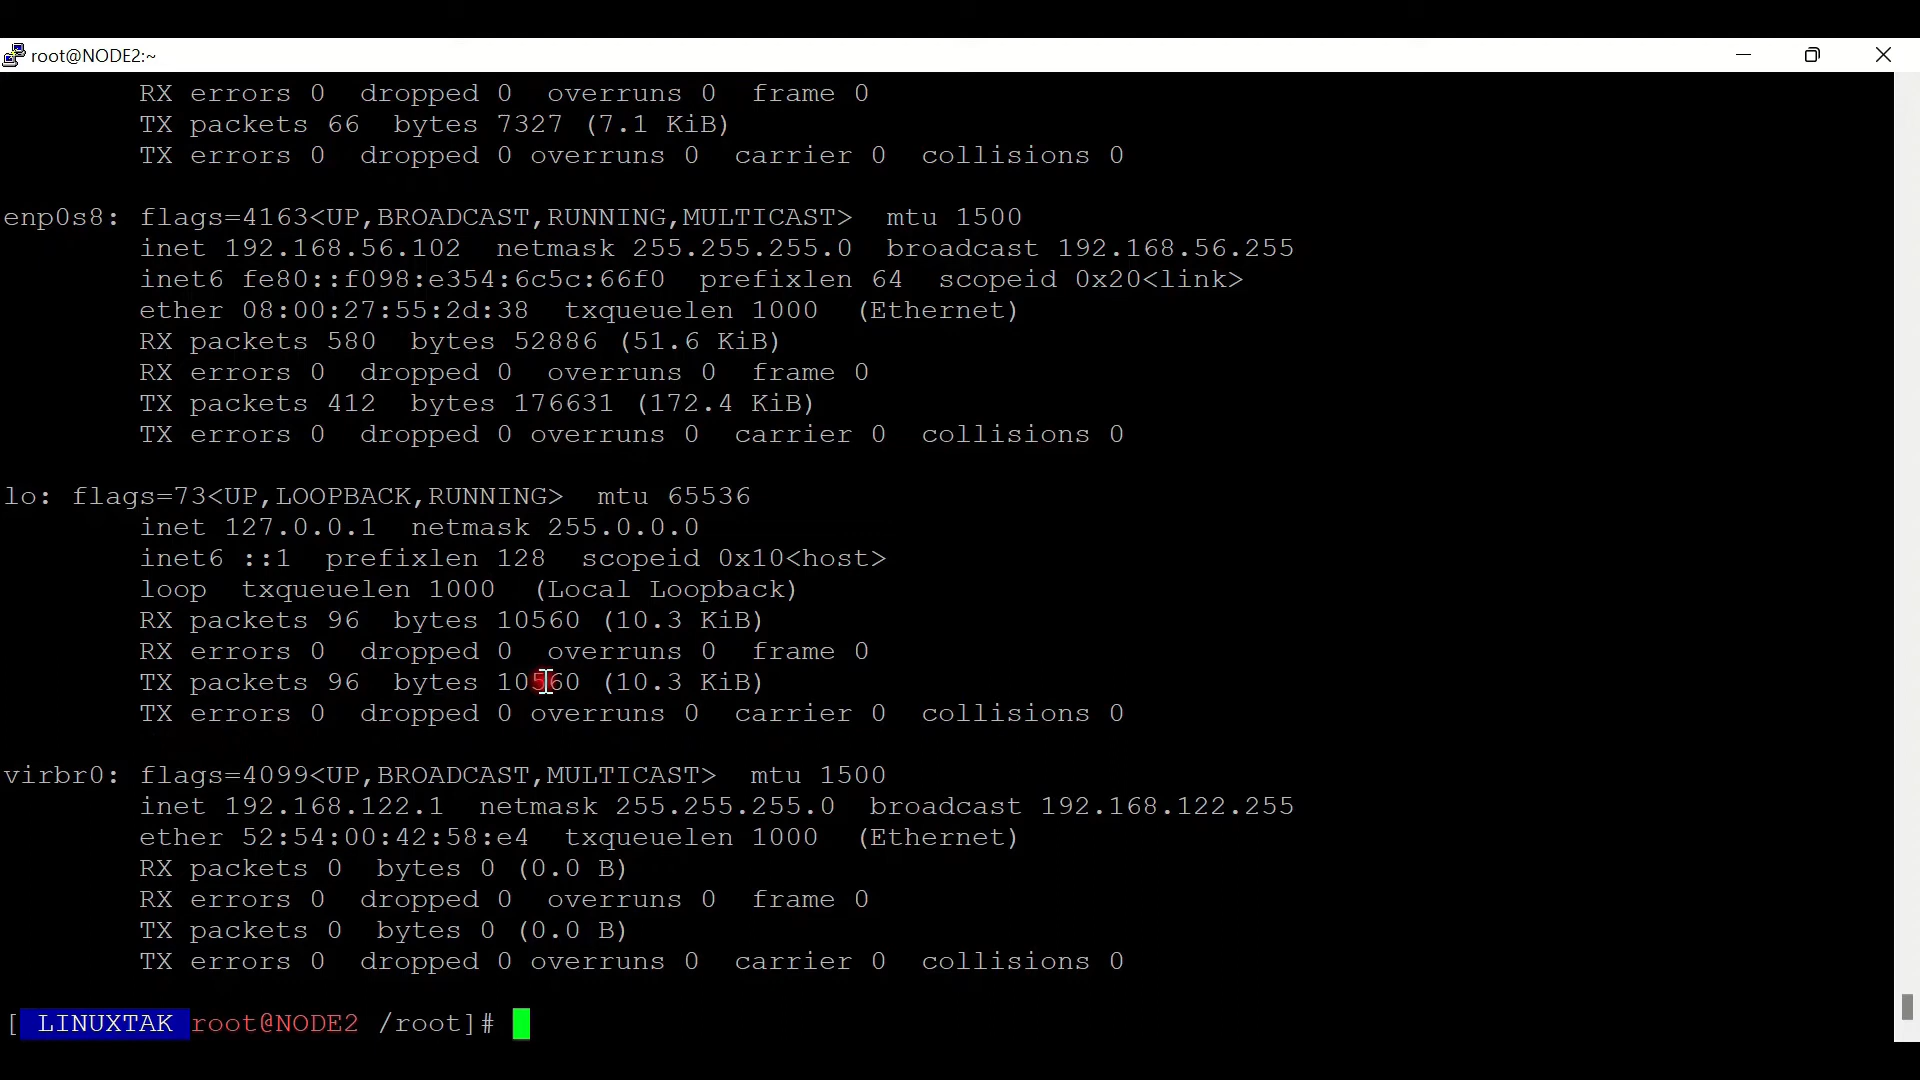 root@NODE2:~
RX errors 0  dropped 0  overruns 0  frame 0
TX packets 66  bytes 7327 (7.1 KiB)
TX errors 0  dropped 0 overruns 0  carrier 0  collisions 0
enp0s8: flags=4163<UP,BROADCAST,RUNNING,MULTICAST>  mtu 1500
inet 192.168.56.102  netmask 255.255.255.0  broadcast 192.168.56.255
inet6 fe80::f098:e354:6c5c:66f0  prefixlen 64  scopeid 0x20<link>
ether 08:00:27:55:2d:38  txqueuelen 1000  (Ethernet)
RX packets 580  bytes 52886 (51.6 KiB)
RX errors 0  dropped 0  overruns 0  frame 0
TX packets 412  bytes 176631 (172.4 KiB)
TX errors 0  dropped 0 overruns 0  carrier 0  collisions 0
lo: flags=73<UP,LOOPBACK,RUNNING>  mtu 65536
inet 127.0.0.1  netmask 255.0.0.0
inet6 ::1  prefixlen 128  scopeid 0x10<host>
loop  txqueuelen 1000  (Local Loopback)
RX packets 96  bytes 10560 (10.3 KiB)
RX errors 0  dropped 0  overruns 0  frame 0
TX packets 96  bytes 10560 (10.3 KiB)
TX errors 0  dropped 0 overruns 0  carrier 0  collisions 0
virbr0: flags=4099<UP,BROADCAST,MULTICAST>  mtu 1500
inet 192.168.122.1  netmask 255.255.255.0  broadcast 192.168.122.255
ether 52:54:00:42:58:e4  txqueuelen 1000  (Ethernet)
RX packets 0  bytes 0 (0.0 B)
RX errors 0  dropped 0  overruns 0  frame 0
TX packets 0  bytes 0 (0.0 B)
TX errors 0  dropped 0 overruns 0  carrier 0  collisions 0
[ LINUXTAK root@NODE2 /root]#